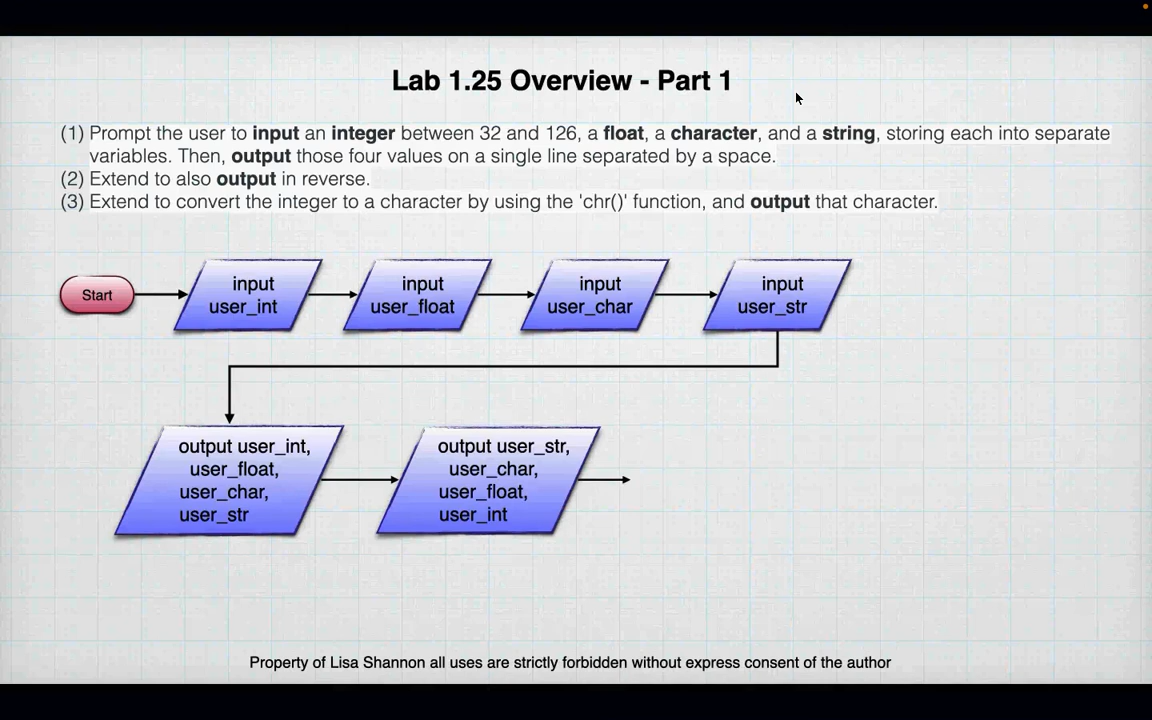 Lab 1.25 Overview - Part 1
(1) Prompt the user to input an integer between 32 and 126, a float, a character, and a string, storing each into separate
variables. Then, output those four values on a single line separated by a space.
(2) Extend to also output in reverse.
(3) Extend to convert the integer to a character by using the 'chr()' function, and output that character.
Start
input
user_int
input
user_float
input
user_char
input
user_str
output user_int,
user_float,
user_char,
user_str
output user_str,
user_char,
user_float,
user_int
Property of Lisa Shannon all uses are strictly forbidden without express consent of the author